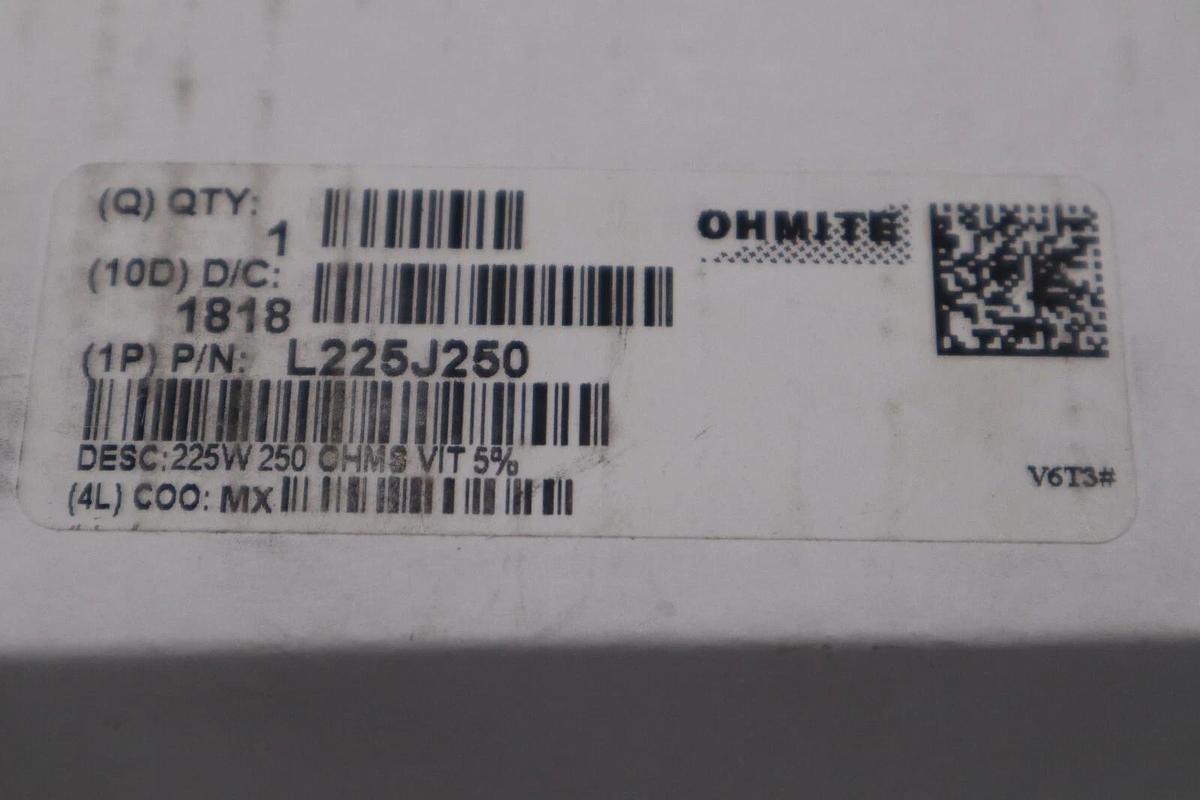 (Q) QTY:
1
(10D) D/C:
1818
(1P) P/N: L225J250
DESC:225W 250 OHMS VIT 5%
(4L) COO: MX
OHMITE
V6T3#